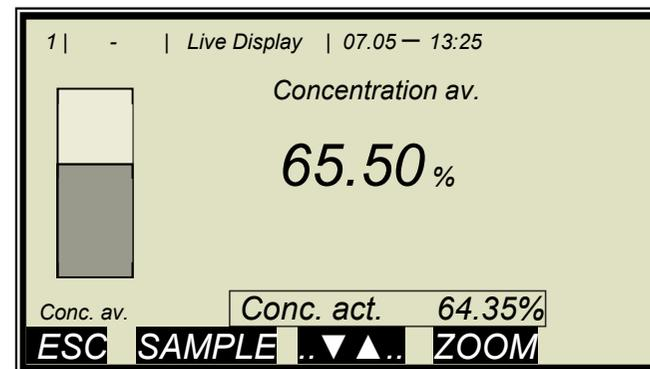 1 | - | Live Display | 07.05 – 13:25
Concentration av.
65.50 %
Conc. av. Conc. act. 64.35%
ESC SAMPLE ..▼▲.. ZOOM